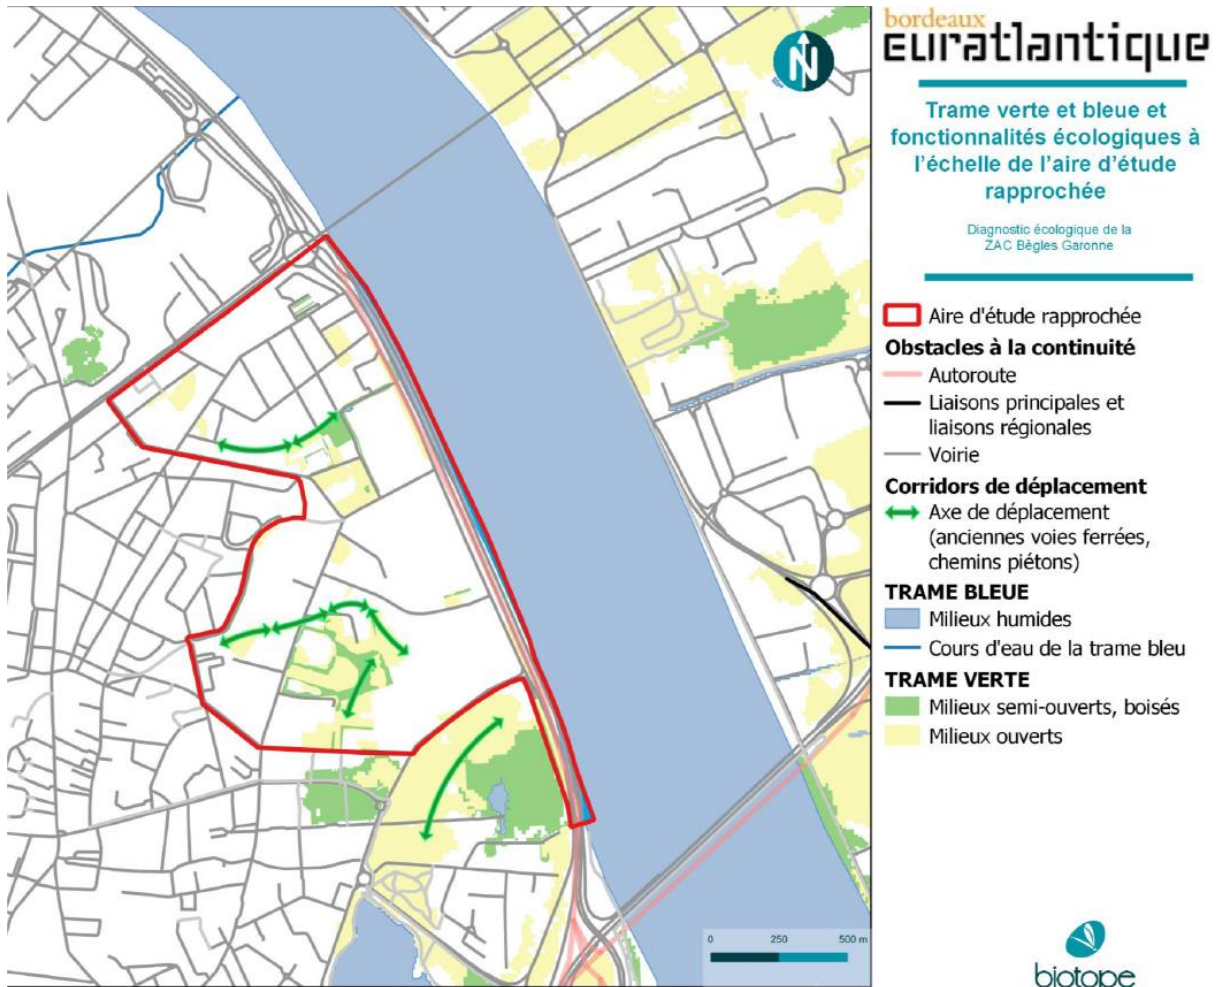 bordeaux
euratlantique
Trame verte et bleue et
fonctionnalités écologiques à
l'échelle de l'aire d'étude
rapprochée
Diagnostic écologique de la
ZAC Bègles Garonne
Aire d'étude rapprochée
Obstacles à la continuité
Autoroute
Liaisons principales et
liaisons régionales
Voirie
Corridors de déplacement
Axe de déplacement
(anciennes voies ferrées,
chemins piétons)
TRAME BLEUE
Milieux humides
Cours d'eau de la trame bleu
TRAME VERTE
Milieux semi-ouverts, boisés
Milieux ouverts
N
0 250 500 m
biotope